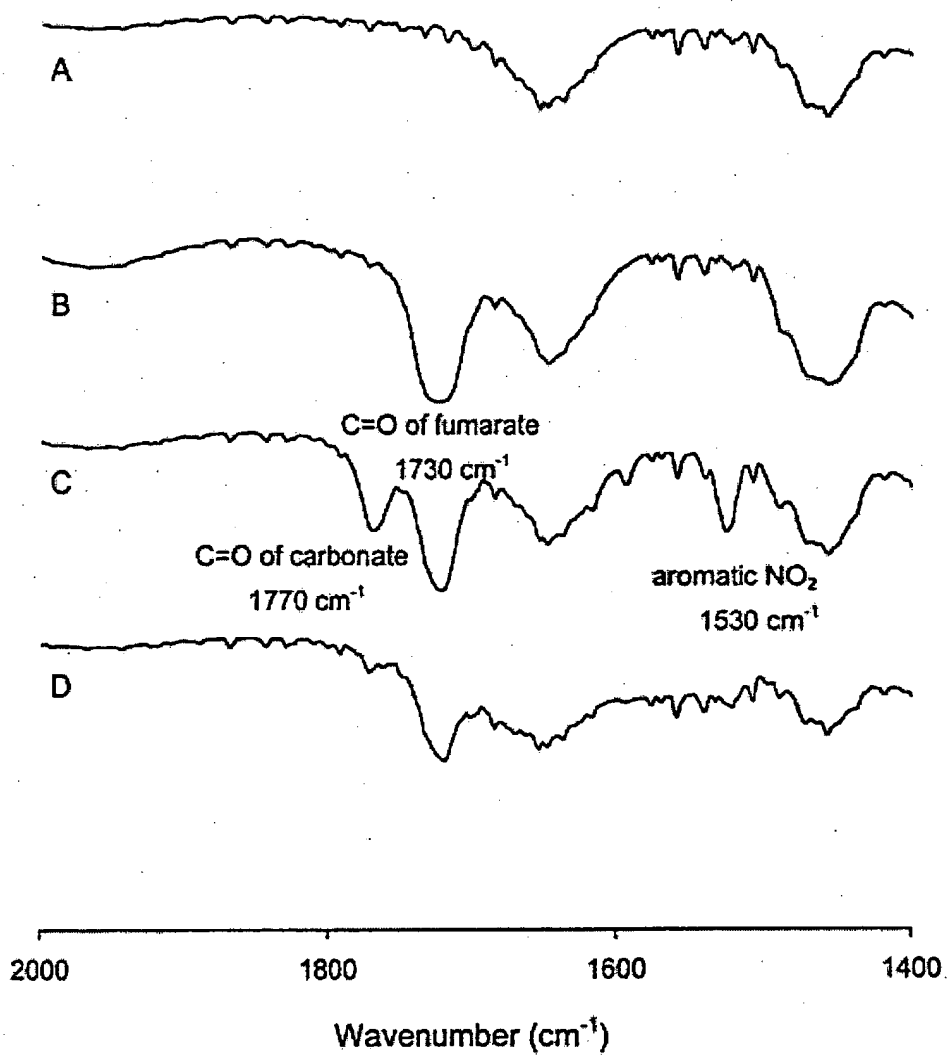 A
B
C=O of fumarate
1730 cm⁻¹
C
C=O of carbonate
1770 cm⁻¹
aromatic NO₂
1530 cm⁻¹
D
2000 1800 1600 1400
Wavenumber (cm⁻¹)